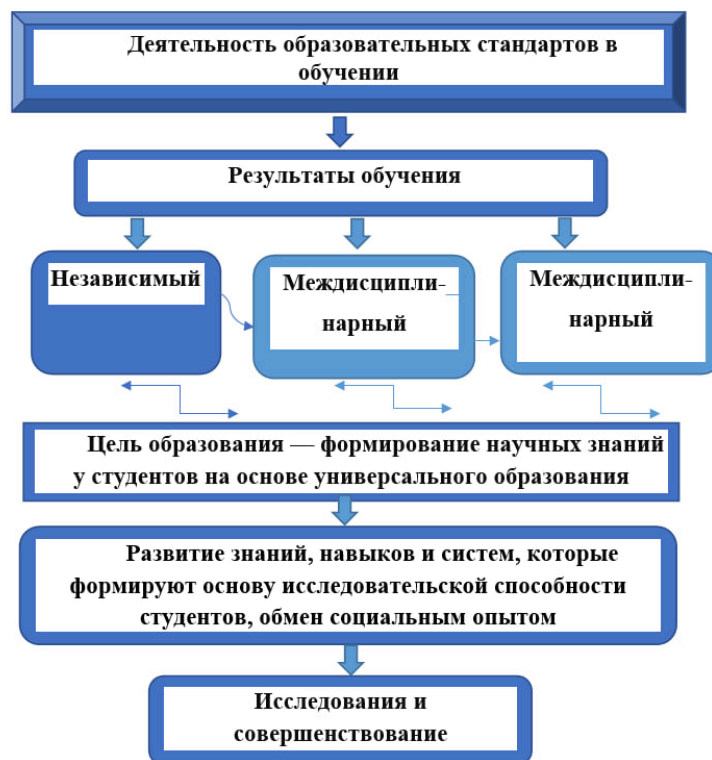 Деятельность образовательных стандартов в
обучении
Результаты обучения
Независимый
Междисципли-
нарный
Междисципли-
нарный
Цель образования — формирование научных знаний
у студентов на основе универсального образования
Развитие знаний, навыков и систем, которые
формируют основу исследовательской способности
студентов, обмен социальным опытом
Исследования и
совершенствование